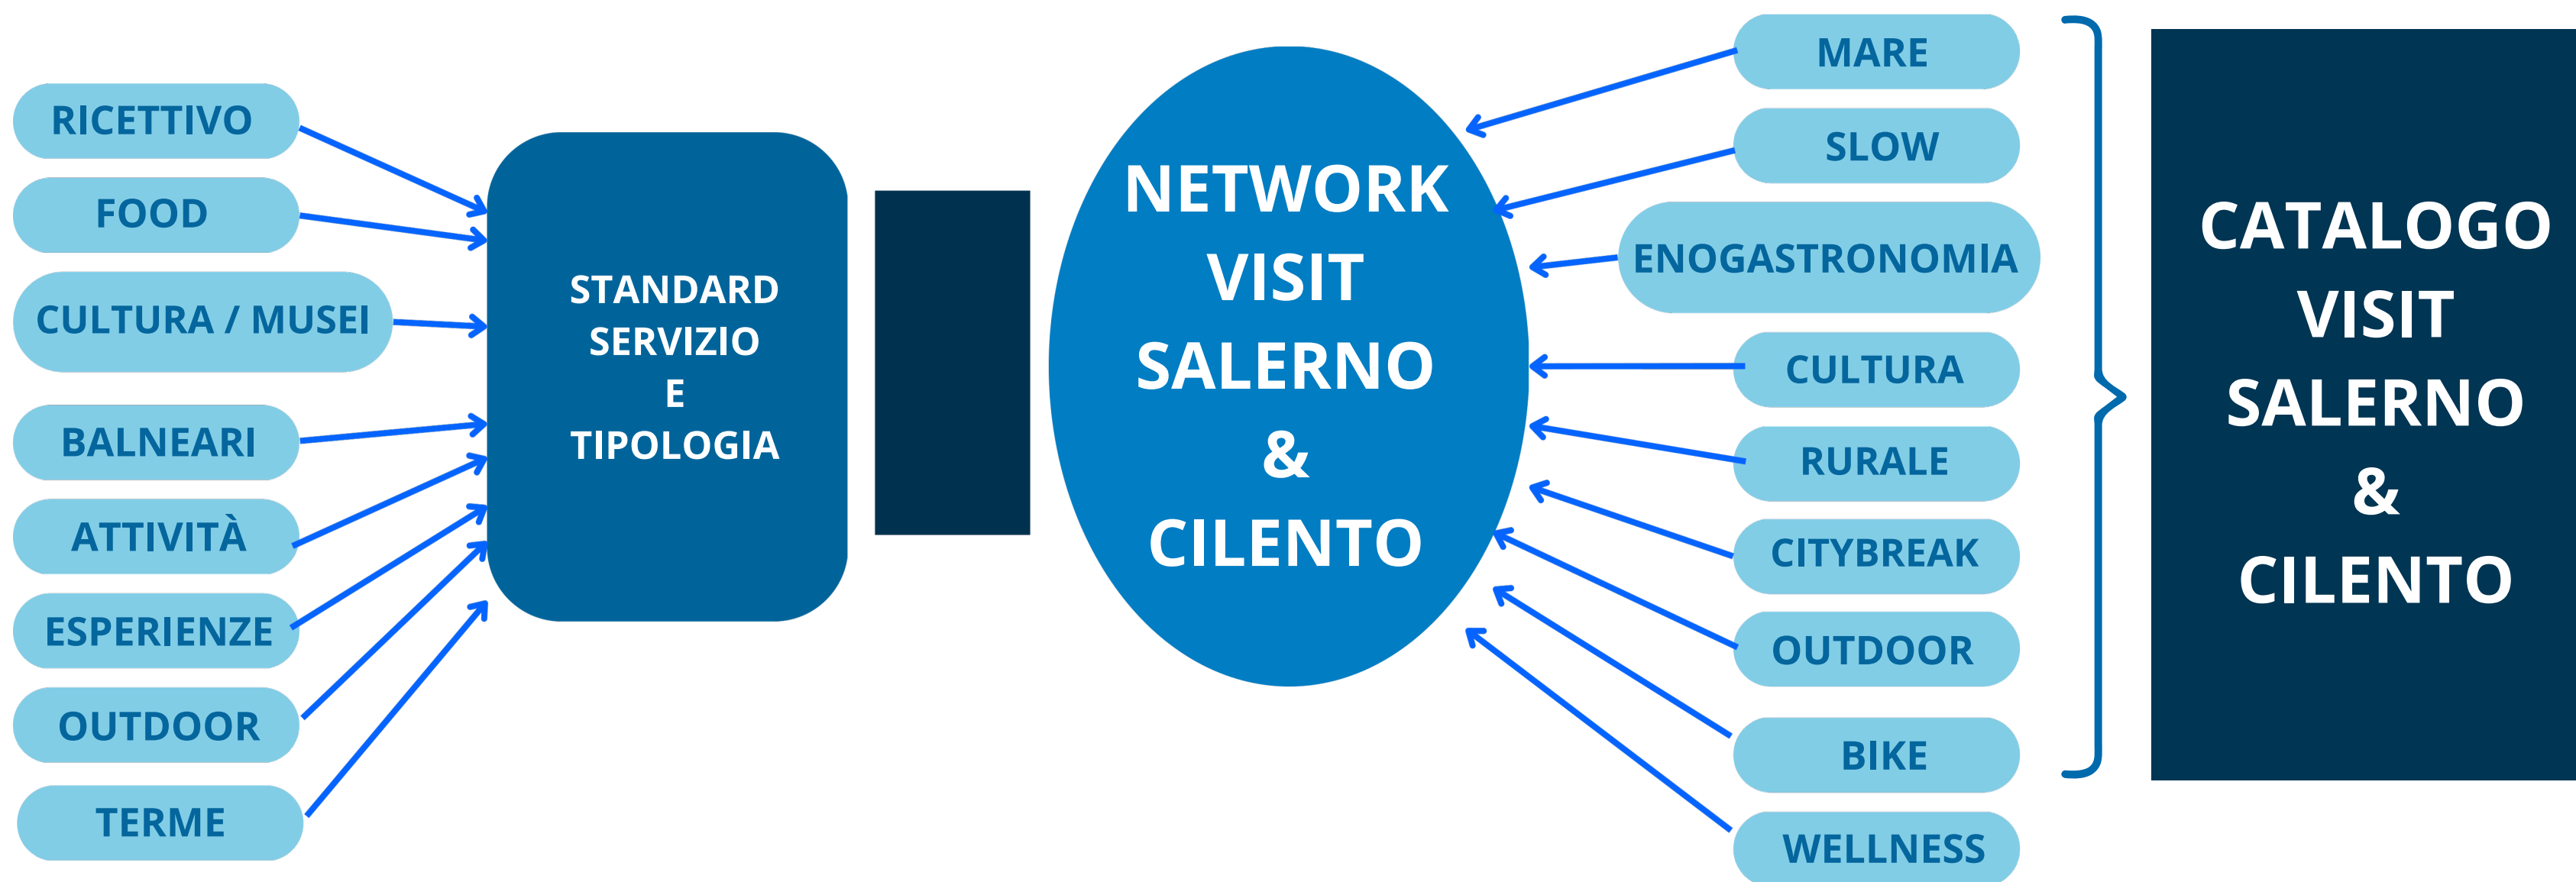 RICETTIVO
FOOD
CULTURA / MUSEI
BALNEARI
ATTIVITÀ
ESPERIENZE
OUTDOOR
TERME
STANDARD
SERVIZIO
E
TIPOLOGIA
NETWORK
VISIT
SALERNO
&
CILENTO
MARE
SLOW
ENOGASTRONOMIA
CULTURA
RURALE
CITYBREAK
OUTDOOR
BIKE
WELLNESS
CATALOGO
VISIT
SALERNO
&
CILENTO